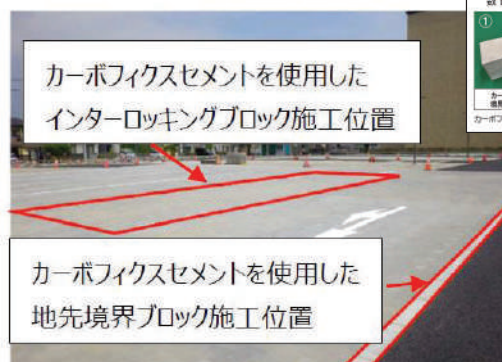 カーボフィクスセメントを使用した
インターロッキングブロック施工位置
カーボフィクスセメントを使用した
地先境界ブロック施工位置
①